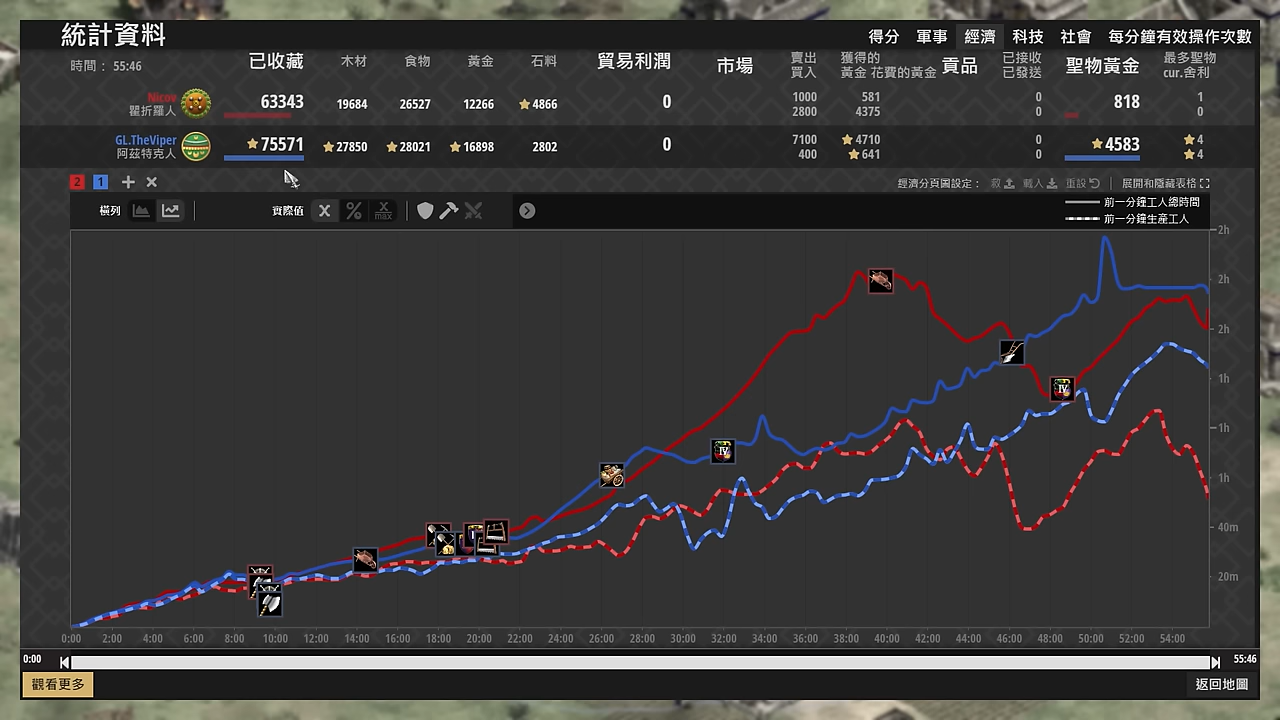 統計資料
得分 軍事 經濟 科技 社會 每分鐘有效操作次數
時間： 55:46
已收藏 木材 食物 黃金 石料 貿易利潤 市場 賣出 買入 獲得的黃金 花費的黃金 貢品 已接收 已發送 聖物黃金 最多聖物 cur.舍利
Nicov
瞿折羅人
63343 19684 26527 12266 4866 0 1000 2800 581 4375 0 0 818 1 0
GL.TheViper
阿茲特克人
75571 27850 28021 16898 2802 0 7100 400 4710 641 0 0 4583 4 4
2 1
經濟分頁圖設定： 載入 重設 展開和隱藏表格
橫列 實際值 X % X max
前一分鐘工人總時間
前一分鐘生產工人
2h
2h
2h
1h
1h
1h
40m
20m
IV
IV
0:00 2:00 4:00 6:00 8:00 10:00 12:00 14:00 16:00 18:00 20:00 22:00 24:00 26:00 28:00 30:00 32:00 34:00 36:00 38:00 40:00 42:00 44:00 46:00 48:00 50:00 52:00 54:00
0:00 55:46
觀看更多 返回地圖